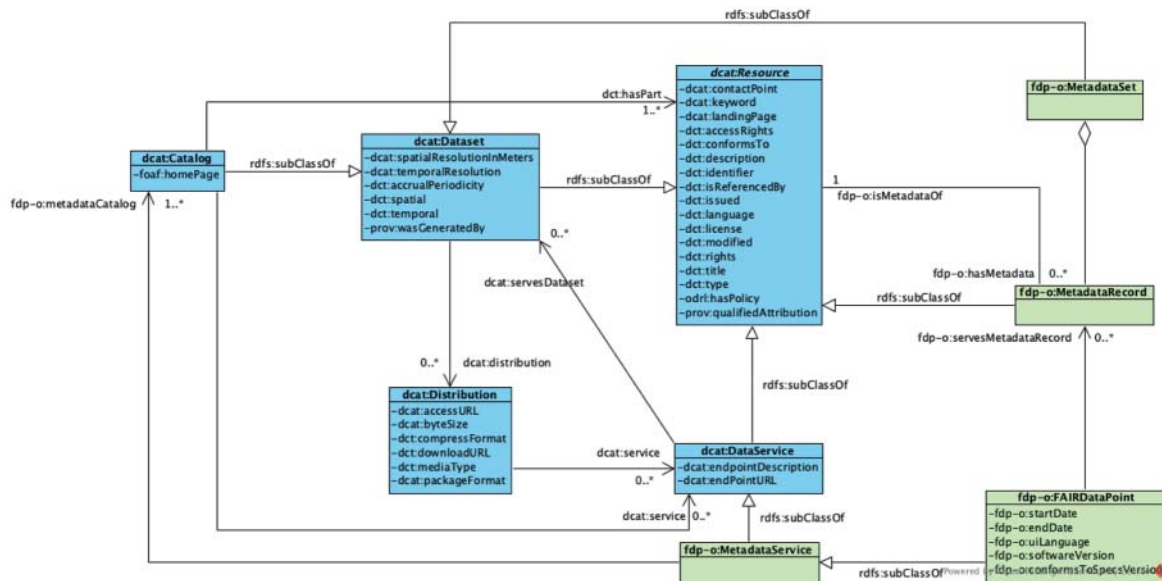 rdfs:subClassOf
dcat:Resource
-dcat:contactPoint
-dcat:keyword
-dcat:landingPage
-dct:accessRights
-dct:conformsTo
-dct:description
-dct:identifier
-dct:isReferencedBy
-dct:issued
-dct:language
-dct:license
-dct:modified
-dct:rights
-dct:title
-dct:type
-odrl:hasPolicy
-prov:qualifiedAttribution
fdp-o:MetadataSet
dct:hasPart
1..*
dcat:Dataset
-dcat:spatialResolutionInMeters
-dcat:temporalResolution
-dct:accrualPeriodicity
-dct:spatial
-dct:temporal
-prov:wasGeneratedBy
dcat:Catalog
-foaf:homePage
rdfs:subClassOf
rdfs:subClassOf
1
fdp-o:isMetadataOf
fdp-o:metadataCatalog
1..*
0..*
dcat:servesDataset
fdp-o:hasMetadata
0..*
fdp-o:MetadataRecord
rdfs:subClassOf
fdp-o:servesMetadataRecord
0..*
0..*
dcat:distribution
rdfs:subClassOf
dcat:Distribution
-dcat:accessURL
-dcat:byteSize
-dct:compressFormat
-dct:downloadURL
-dct:mediaType
-dcat:packageFormat
dcat:service
0..*
dcat:DataService
-dcat:endpointDescription
-dcat:endPointURL
dcat:service
0..*
rdfs:subClassOf
fdp-o:MetadataService
fdp-o:FAIRDataPoint
-fdp-o:startDate
-fdp-o:endDate
-fdp-o:uiLanguage
-fdp-o:softwareVersion
-fdp-o:conformsToSpecsVersion
rdfs:subClassOf
Powered